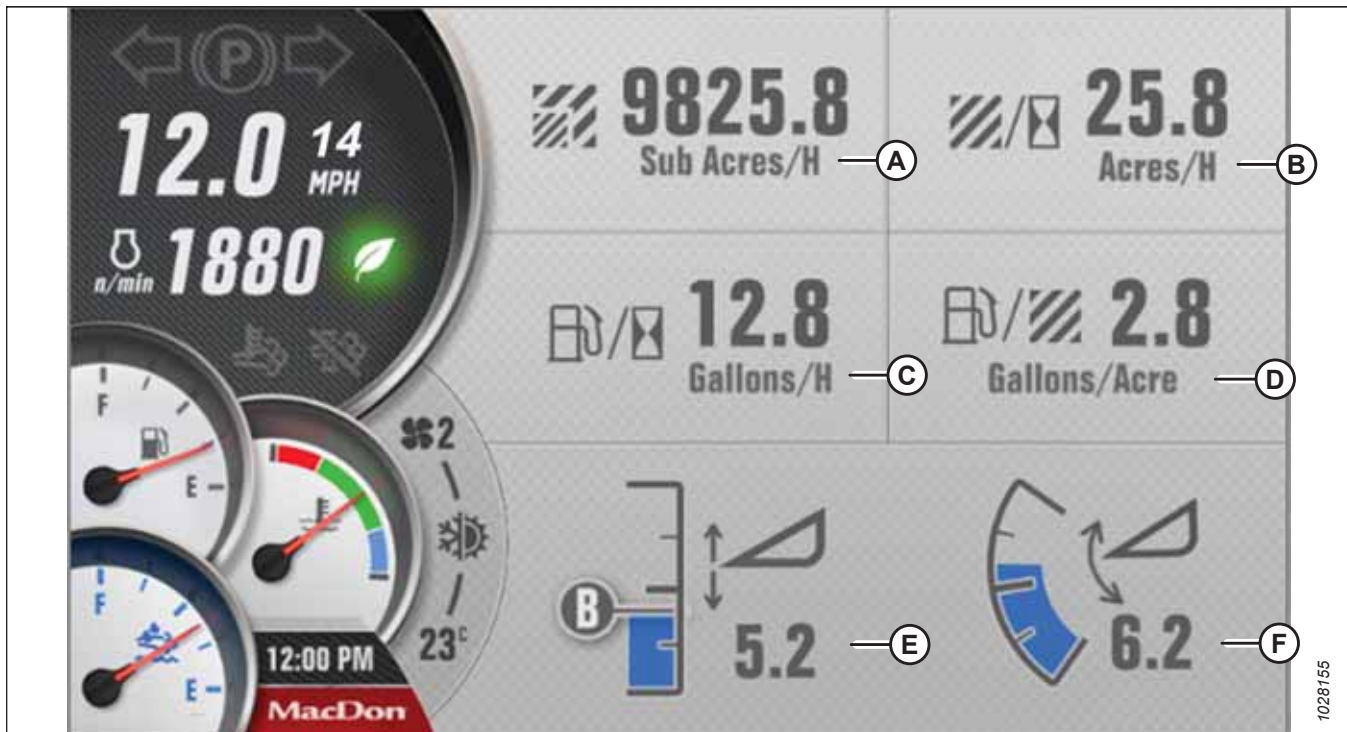 P
12.0 14 MPH
n/min 1880
F
E
F
E
2
23°C
12:00 PM
MacDon
9825.8
Sub Acres/H
A
25.8
Acres/H
B
12.8
Gallons/H
C
2.8
Gallons/Acre
D
B
5.2
E
6.2
F
1028155